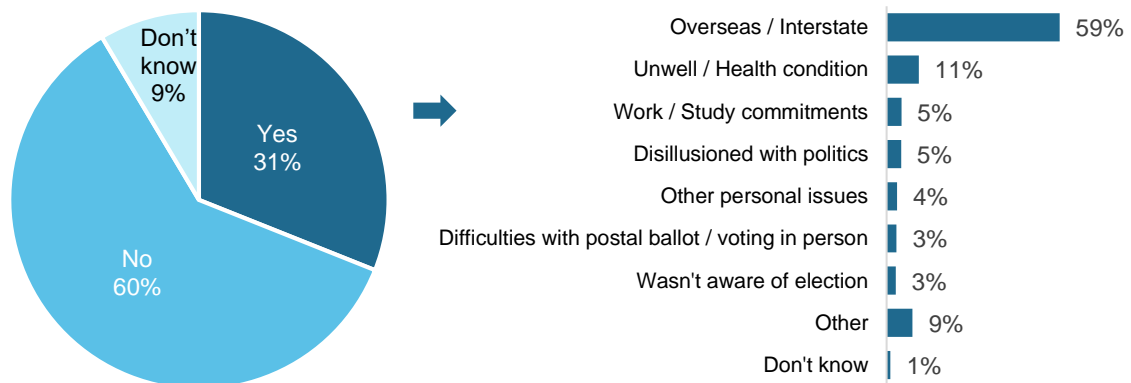 Don't
know
9%
Yes
31%
No
60%
Overseas / Interstate 59%
Unwell / Health condition 11%
Work / Study commitments 5%
Disillusioned with politics 5%
Other personal issues 4%
Difficulties with postal ballot / voting in person 3%
Wasn't aware of election 3%
Other 9%
Don't know 1%